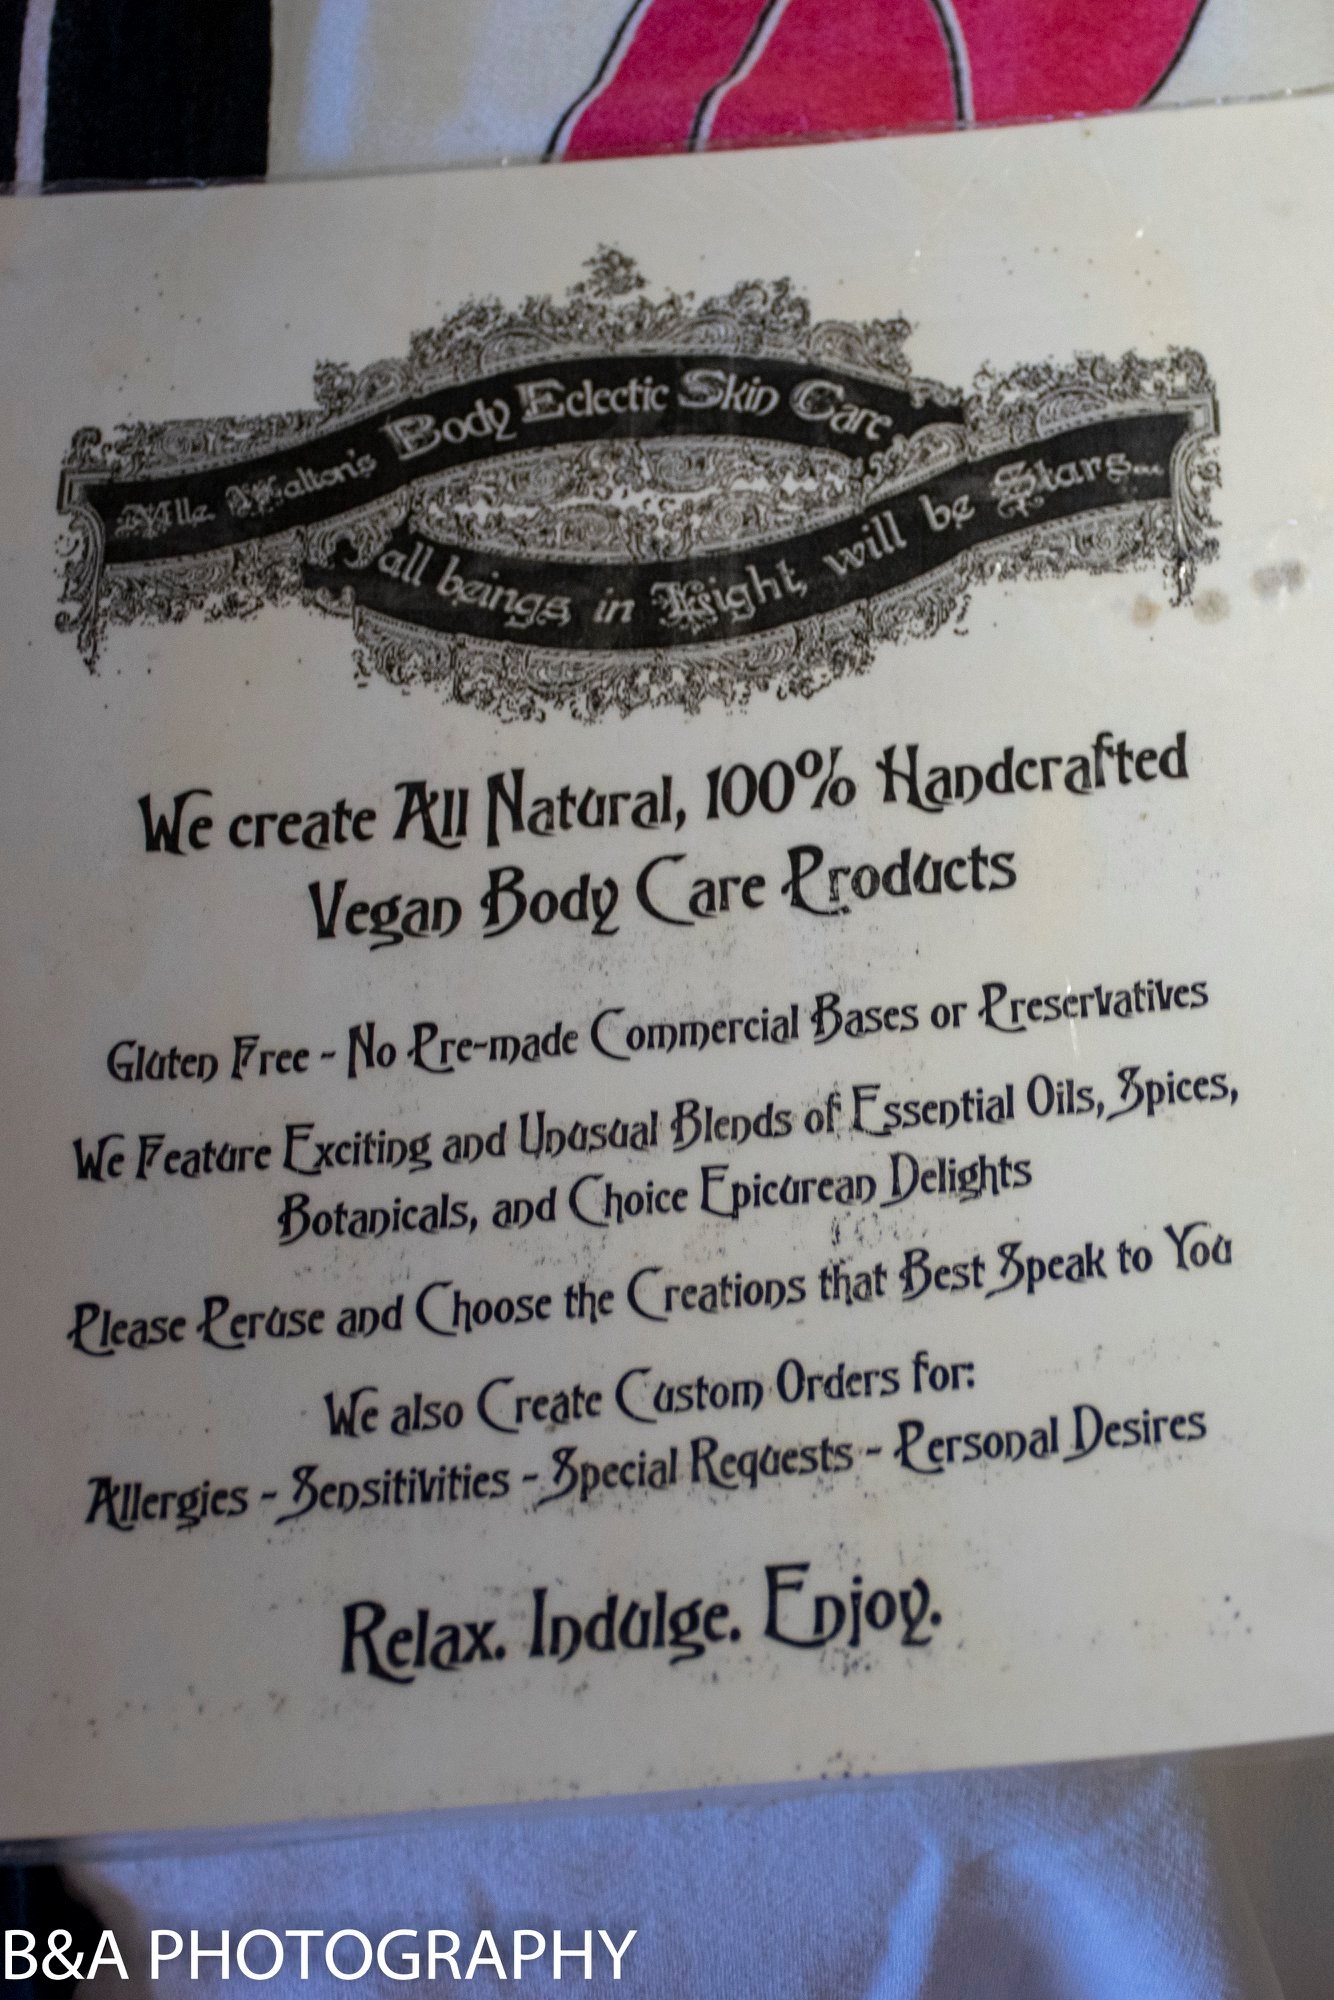 Body Eclectic Skin Care
all beings, in Light, will be Stars...
We create All Natural, 100% Handcrafted
Vegan Body Care Products
Gluten Free - No Pre-made Commercial Bases or Preservatives
We Feature Exciting and Unusual Blends of Essential Oils, Spices,
Botanicals, and Choice Epicurean Delights
Please Peruse and Choose the Creations that Best Speak to You
We also Create Custom Orders for:
Allergies - Sensitivities - Special Requests - Personal Desires
Relax. Indulge. Enjoy.
B&A PHOTOGRAPHY